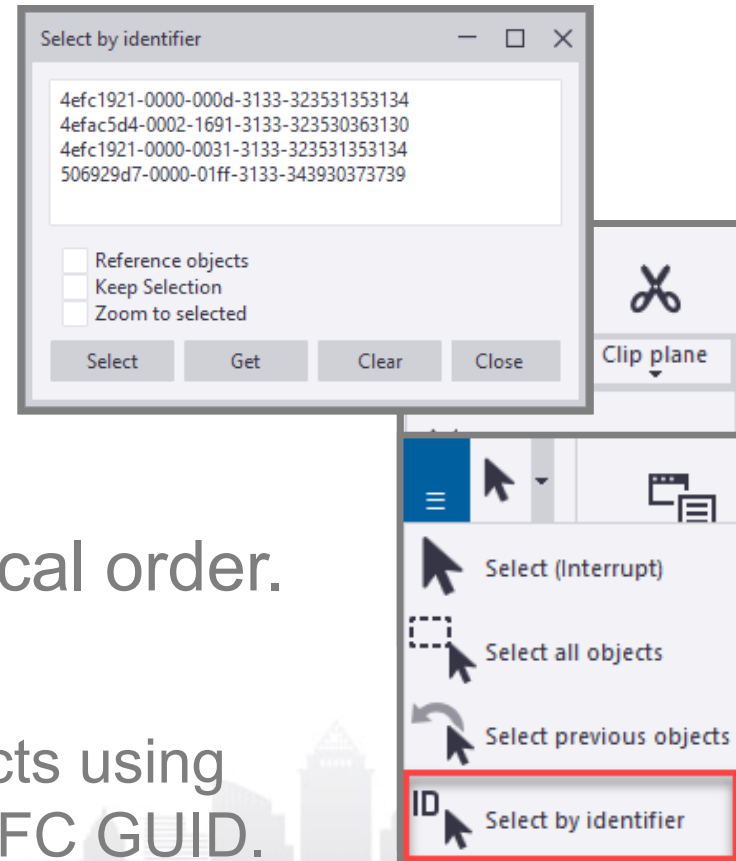 Select by identifier
4efc1921-0000-000d-3133-323531353134
4efac5d4-0002-1691-3133-323530363130
4efc1921-0000-0031-3133-323531353134
506929d7-0000-01ff-3133-343930373739
Reference objects
Keep Selection
Zoom to selected
Select Get Clear Close
Clip plane
Select (Interrupt)
Select all objects
Select previous objects
ID Select by identifier
cal order.
cts using
FC GUID.